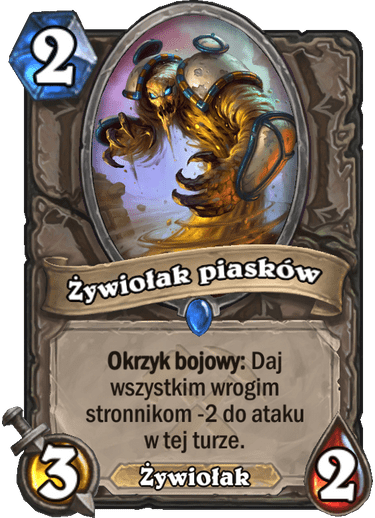 2
Żywiołak piasków
Okrzyk bojowy: Daj
wszystkim wrogim
stronnikom -2 do ataku
w tej turze.
3
Żywiołak
2